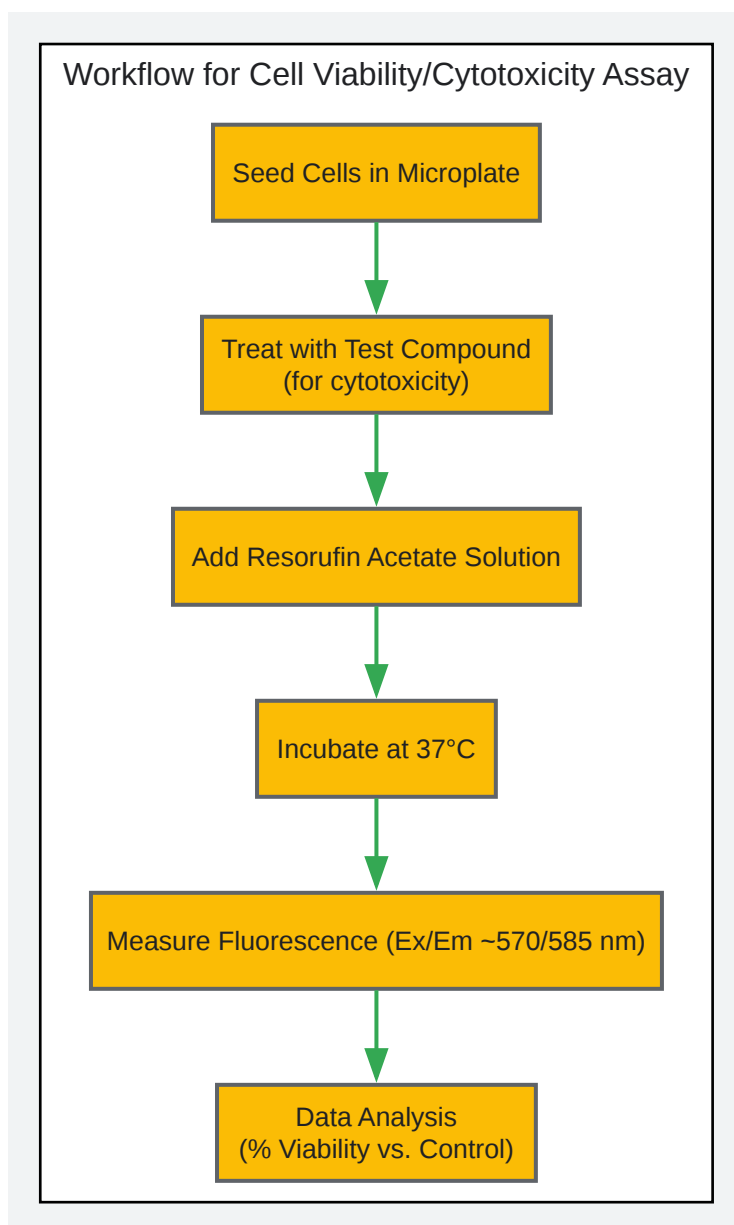 Workflow for Cell Viability/Cytotoxicity Assay
Seed Cells in Microplate
Treat with Test Compound
(for cytotoxicity)
Add Resorufin Acetate Solution
Incubate at 37°C
Measure Fluorescence (Ex/Em ~570/585 nm)
Data Analysis
(% Viability vs. Control)